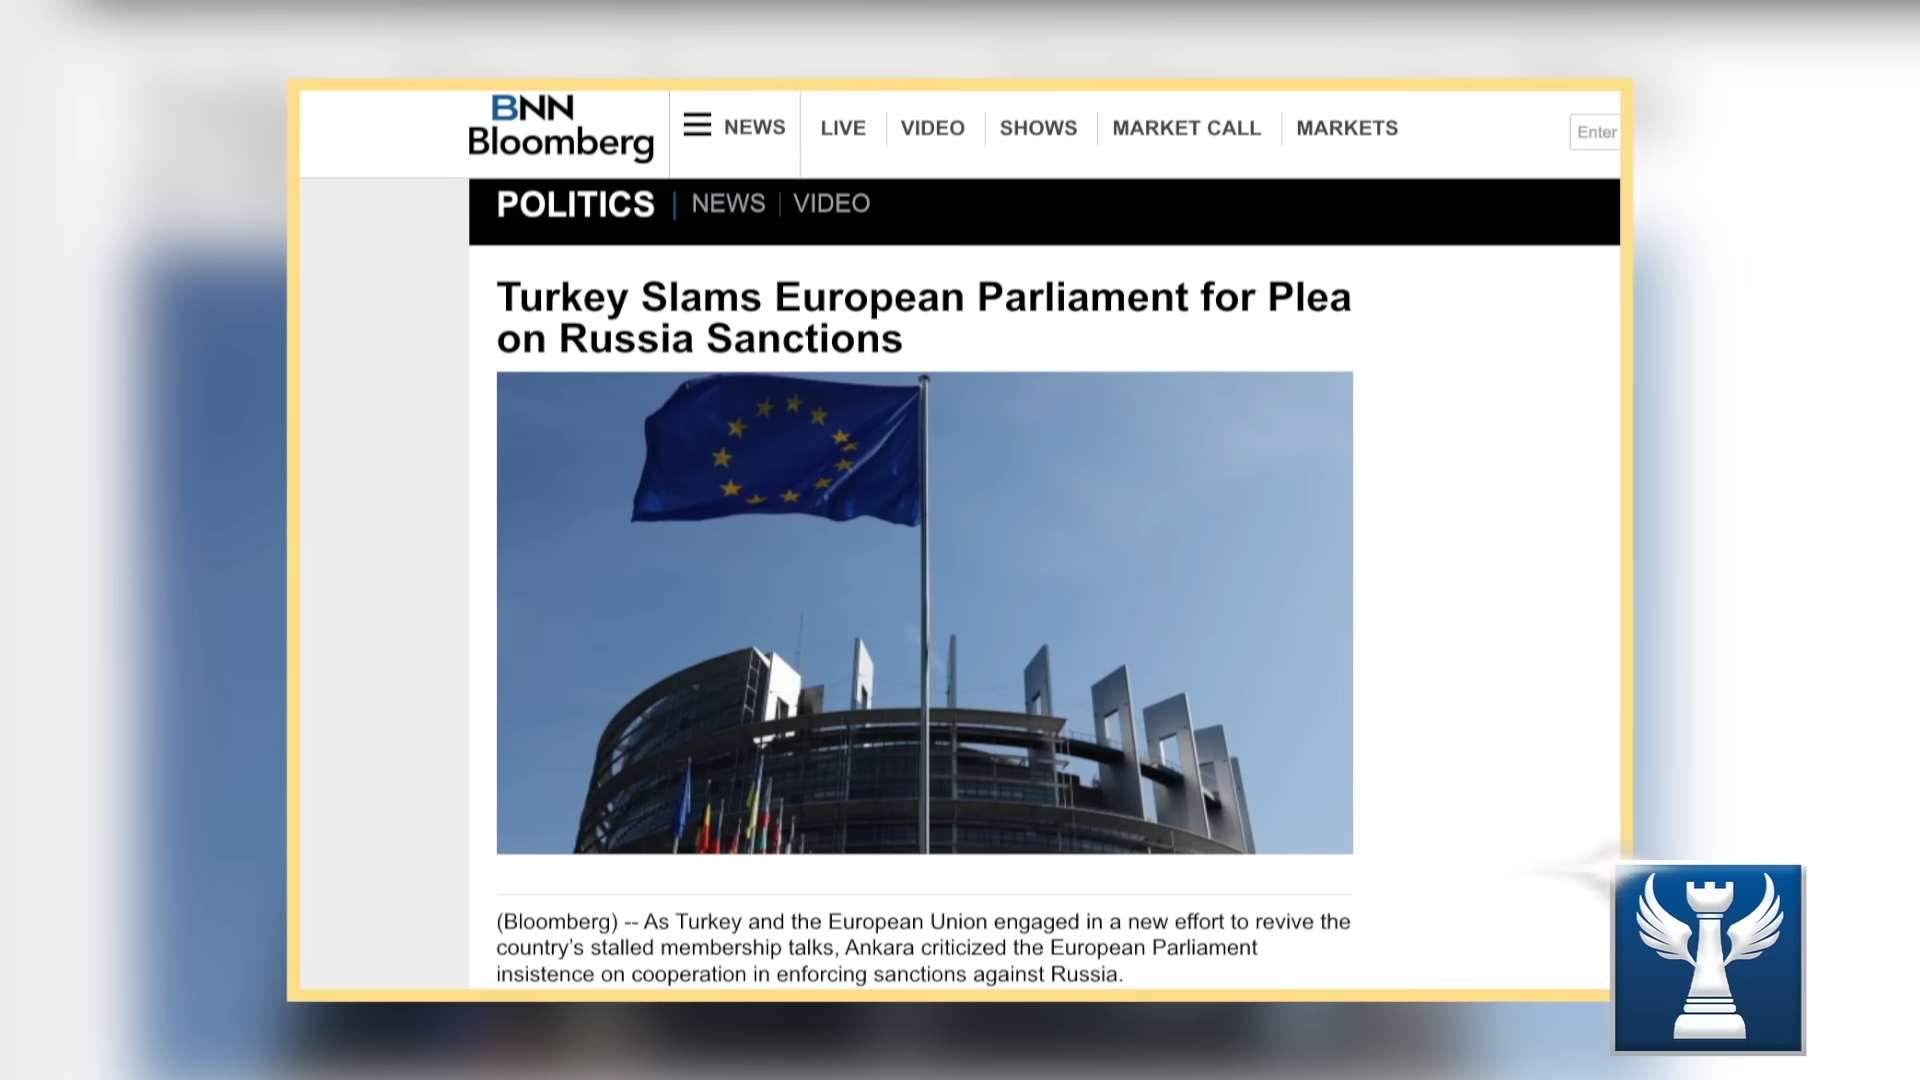 BNN
Bloomberg
NEWS
LIVE
VIDEO
SHOWS
MARKET CALL
MARKETS
Enter
POLITICS
NEWS
VIDEO
Turkey Slams European Parliament for Plea
on Russia Sanctions
(Bloomberg) -- As Turkey and the European Union engaged in a new effort to revive the
country's stalled membership talks, Ankara criticized the European Parliament
insistence on cooperation in enforcing sanctions against Russia.